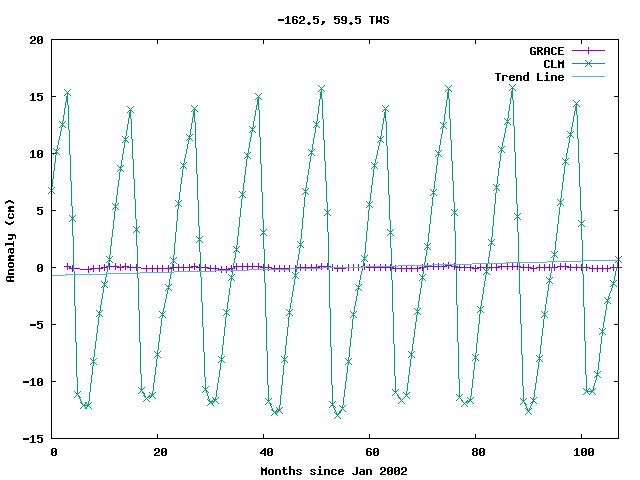 -162.5, 59.5 TWS
GRACE
CLM
Trend Line
20
15
10
5
0
-5
-10
-15
Anomaly (cm)
0 20 40 60 80 100
Months since Jan 2002